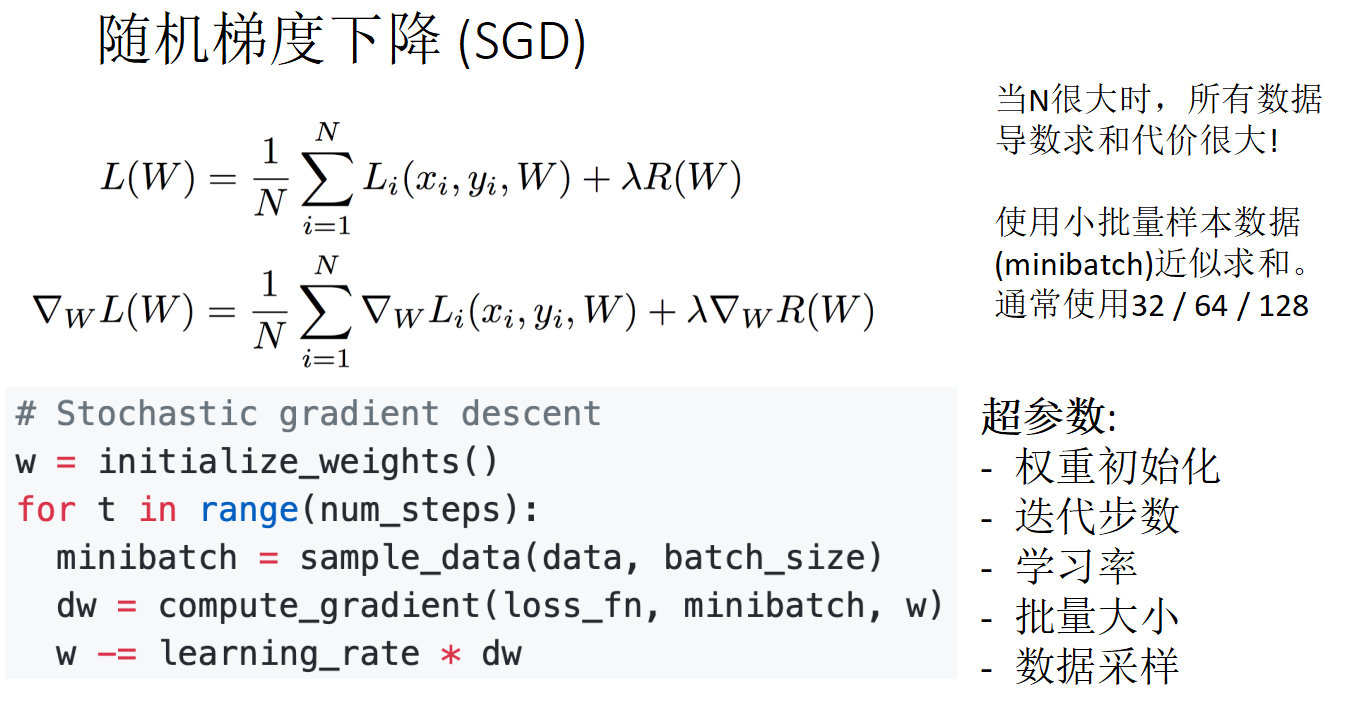 随机梯度下降 (SGD)
当N很大时，所有数据
导数求和代价很大!
L(W) = \frac{1}{N} \sum_{i=1}^{N} L_i(x_i, y_i, W) + λR(W)
使用小批量样本数据
(minibatch)近似求和。
通常使用32 / 64 / 128
∇_W L(W) = \frac{1}{N} \sum_{i=1}^{N} ∇_W L_i(x_i, y_i, W) + λ∇_W R(W)
# Stochastic gradient descent
w = initialize_weights()
for t in range(num_steps):
  minibatch = sample_data(data, batch_size)
  dw = compute_gradient(loss_fn, minibatch, w)
  w -= learning_rate * dw
超参数:
- 权重初始化
- 迭代步数
- 学习率
- 批量大小
- 数据采样